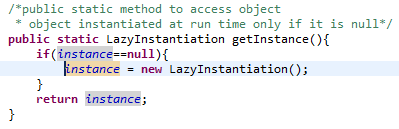 /*public static method to access object
* object instantiated at run time only if it is null*/
public static LazyInstantiation getInstance(){
if(instance==null){
instance = new LazyInstantiation();
}
return instance;
}